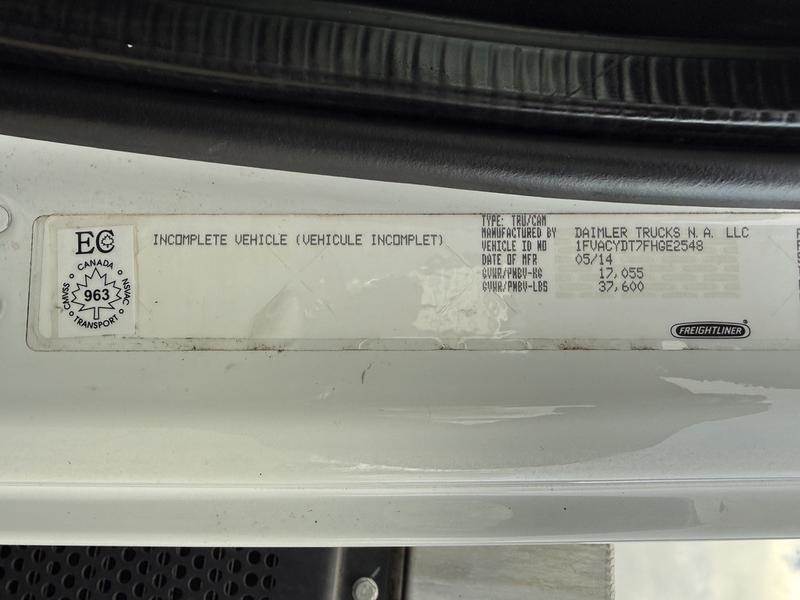 EC
CANADA
CMVSS 963 NSVAC
TRANSPORT
INCOMPLETE VEHICLE (VEHICULE INCOMPLET)
TYPE: TRU/CAM
MANUFACTURED BY DAIMLER TRUCKS N.A. LLC
VEHICLE ID NO 1FVACYDT7FHGE2548
DATE OF MFR 05/14
GVWR/PNBV-KG 17,055
GVWR/PNBV-LBS 37,600
FREIGHTLINER